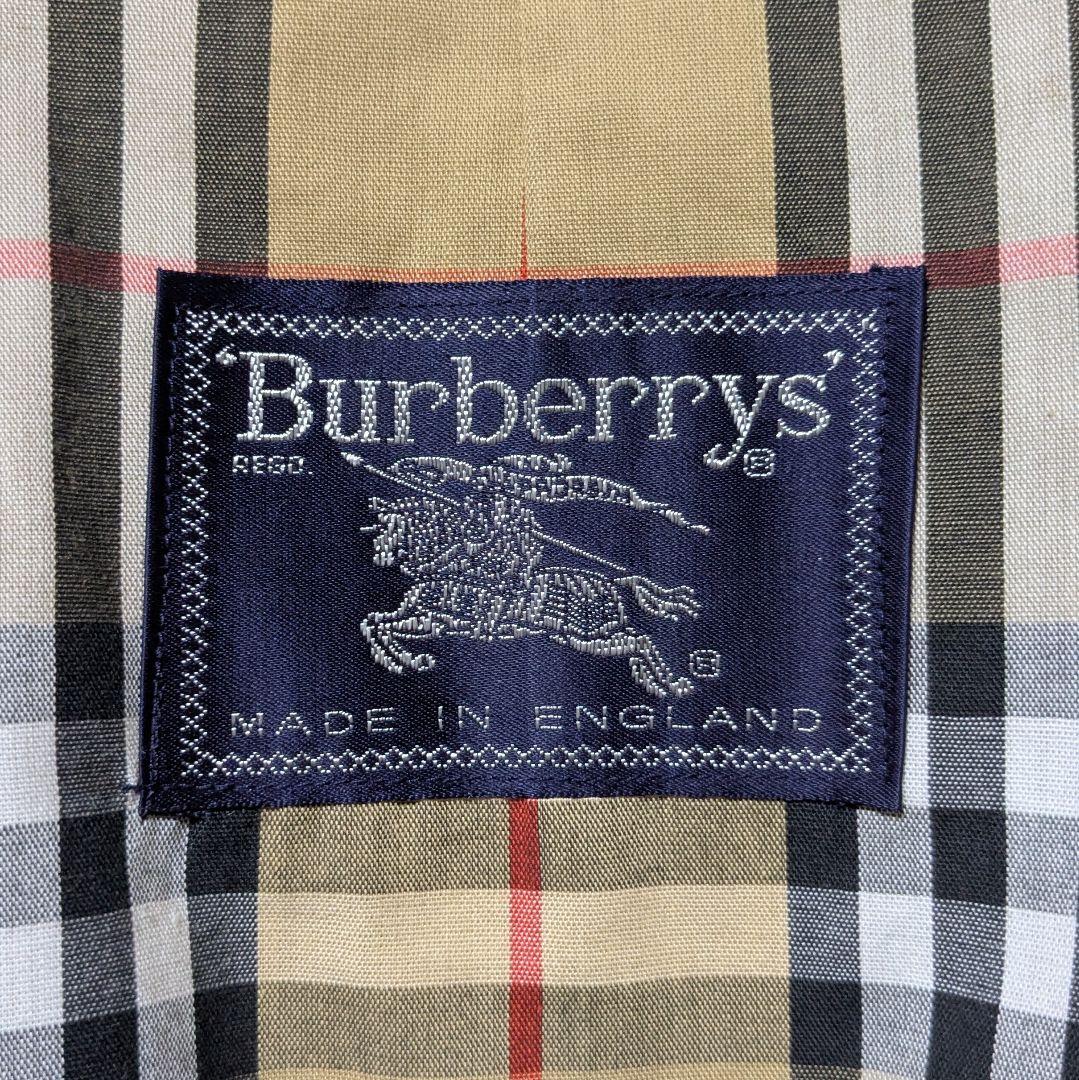 'Burberrys'
REGD. ®
®
MADE IN ENGLAND